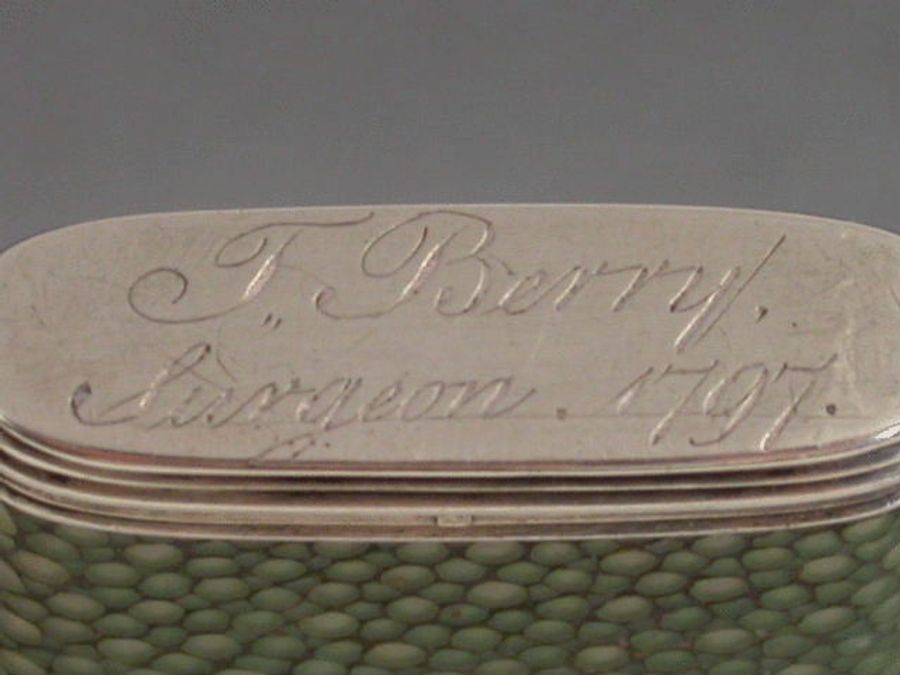 T. Berry.
Surgeon. 1797.